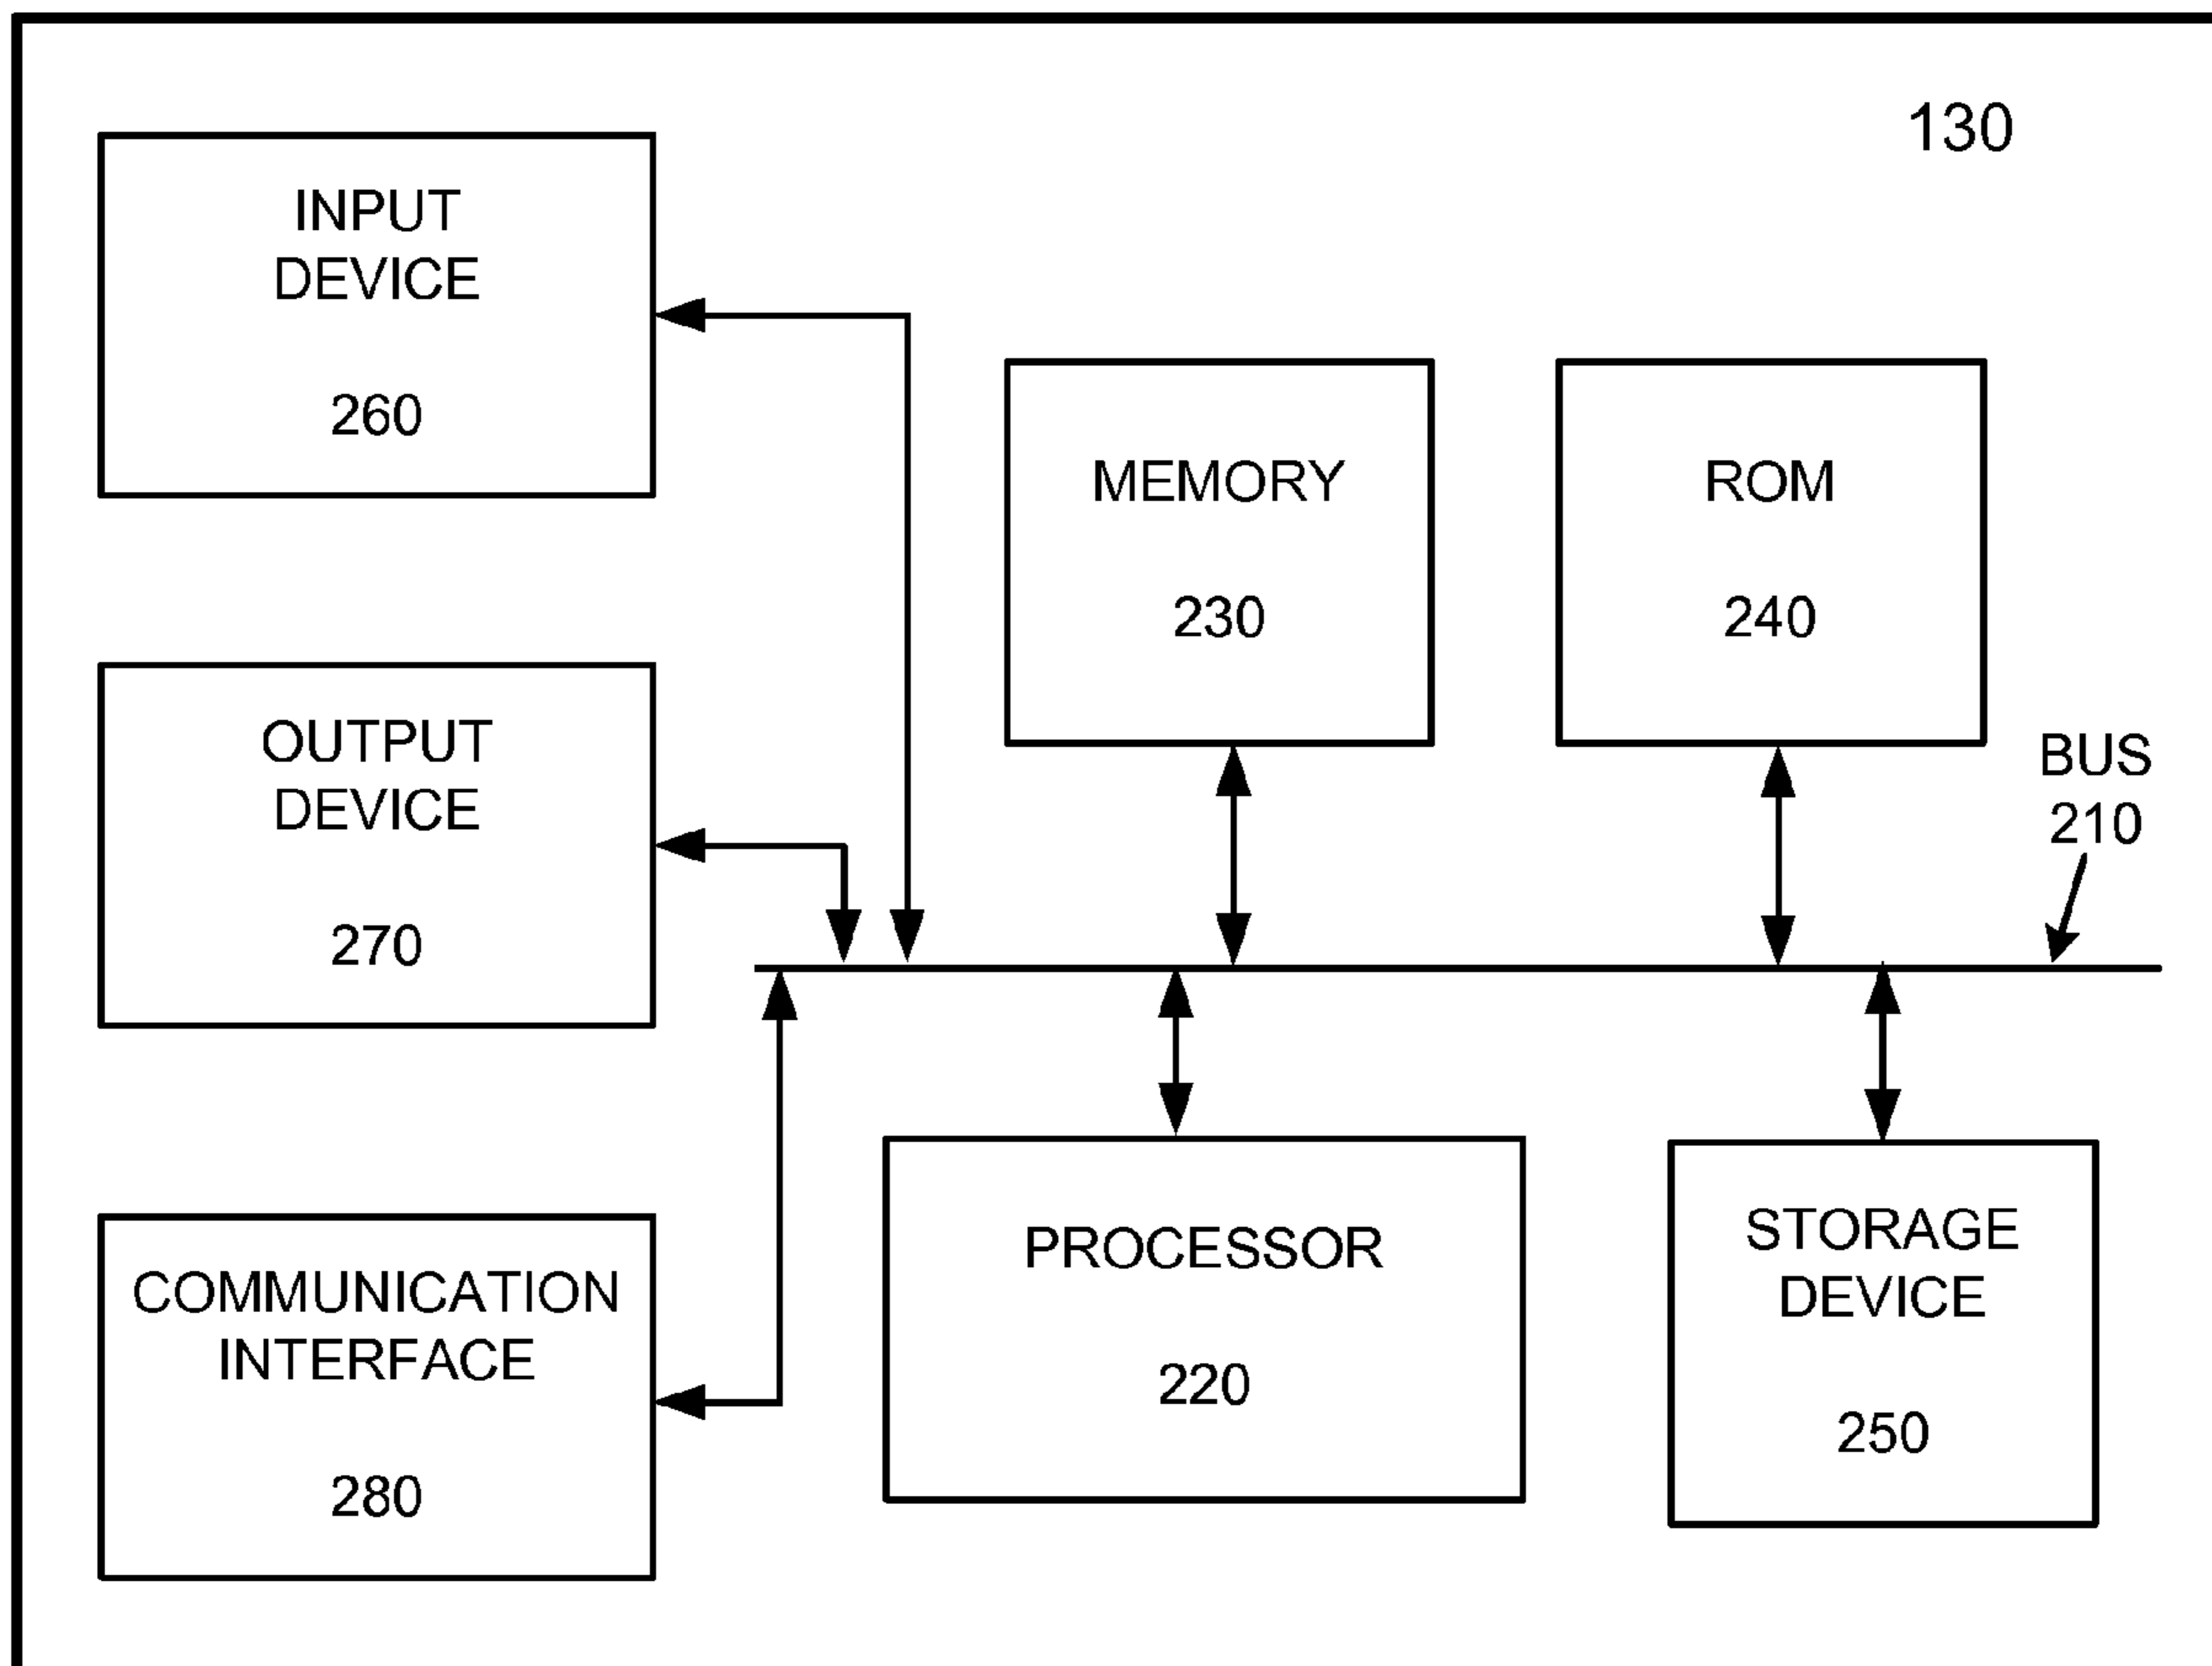 130
INPUT
DEVICE
260
MEMORY
230
ROM
240
OUTPUT
DEVICE
270
BUS
210
COMMUNICATION
INTERFACE
280
PROCESSOR
220
STORAGE
DEVICE
250